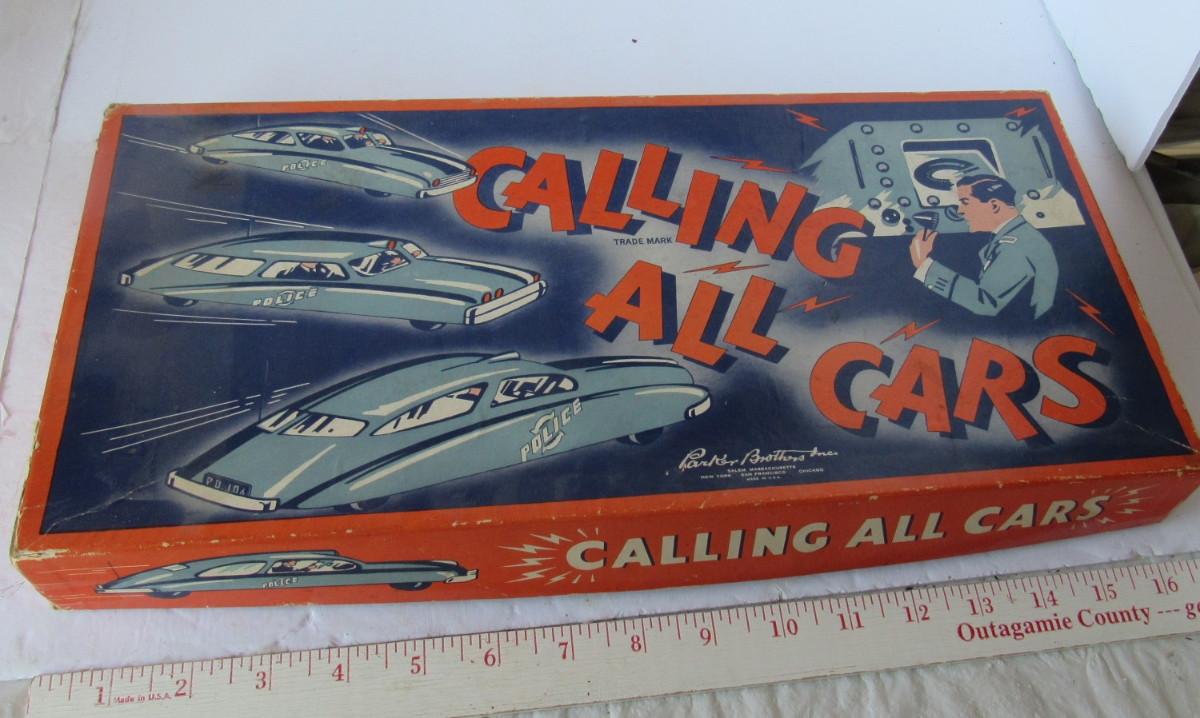 CALLING
TRADE MARK
ALL
CARS
POLICE
POLICE
POLICE
PD 104
Parker Brothers Inc.
SALEM MASSACHUSETTS
NEW YORK SAN FRANCISCO CHICAGO
MADE IN U.S.A.
POLICE
CALLING ALL CARS
1 2 3 4 5 6 7 8 9 10 11 12 13 14 15 16
Made in U.S.A.
Outagamie County ---